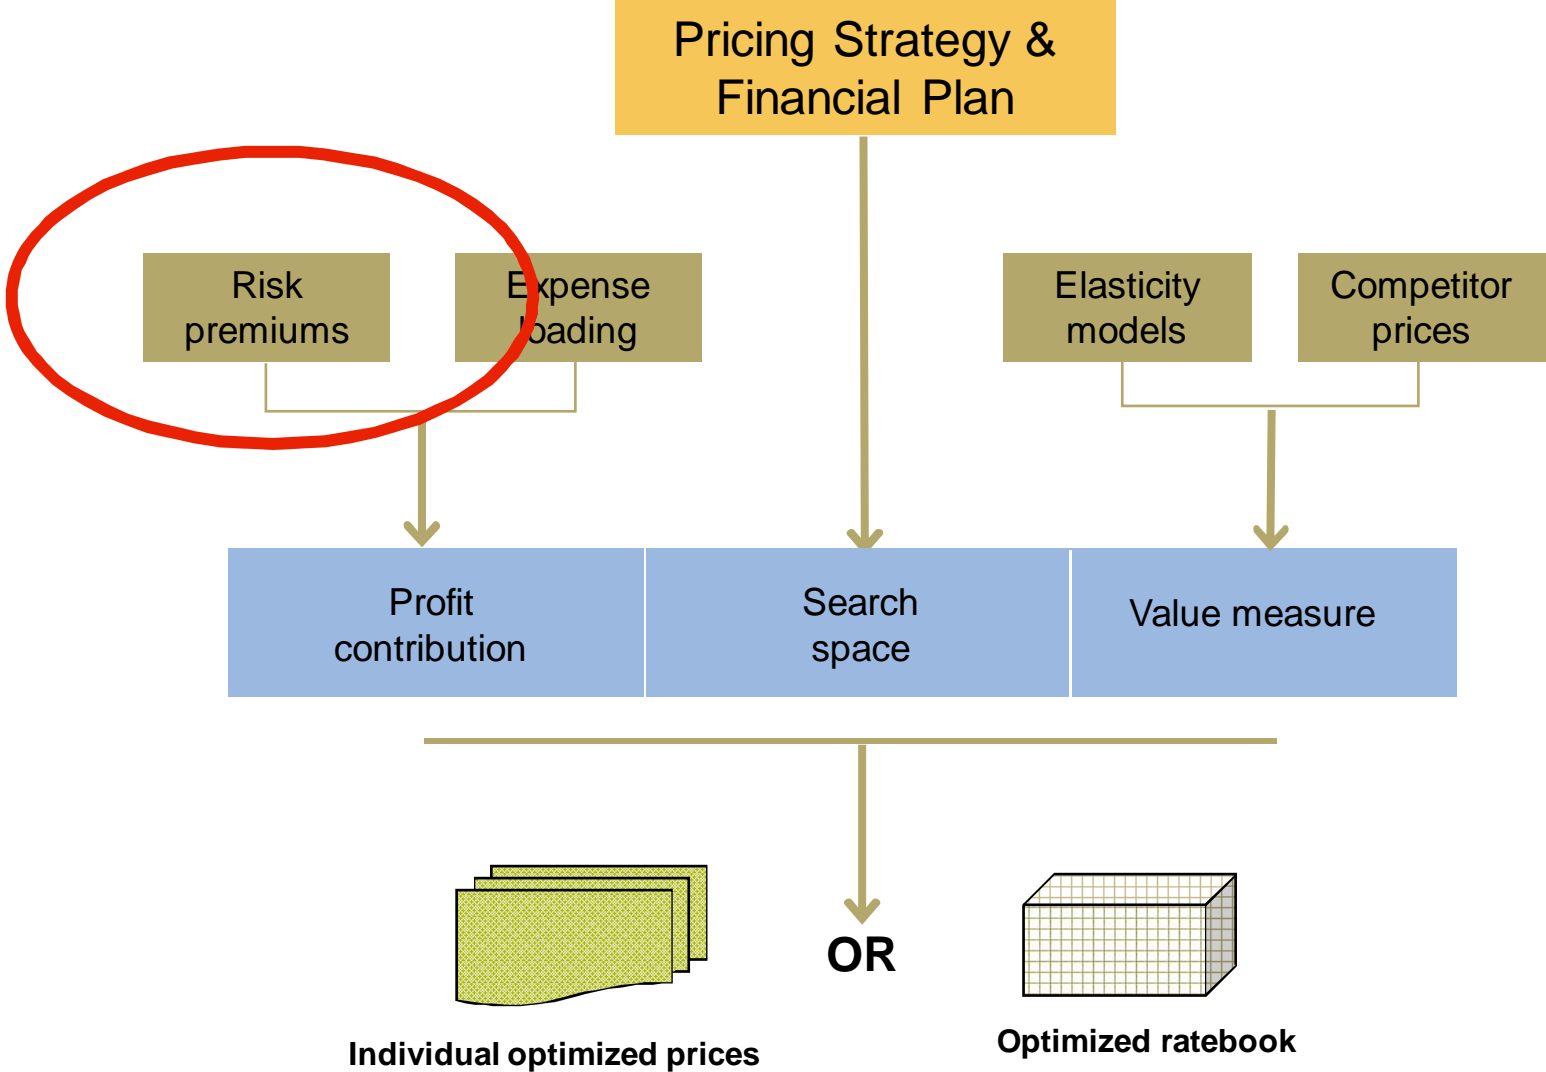 Pricing Strategy &
Financial Plan
Risk
premiums
Expense
loading
Elasticity
models
Competitor
prices
Profit
contribution
Search
space
Value measure
OR
Individual optimized prices
Optimized ratebook